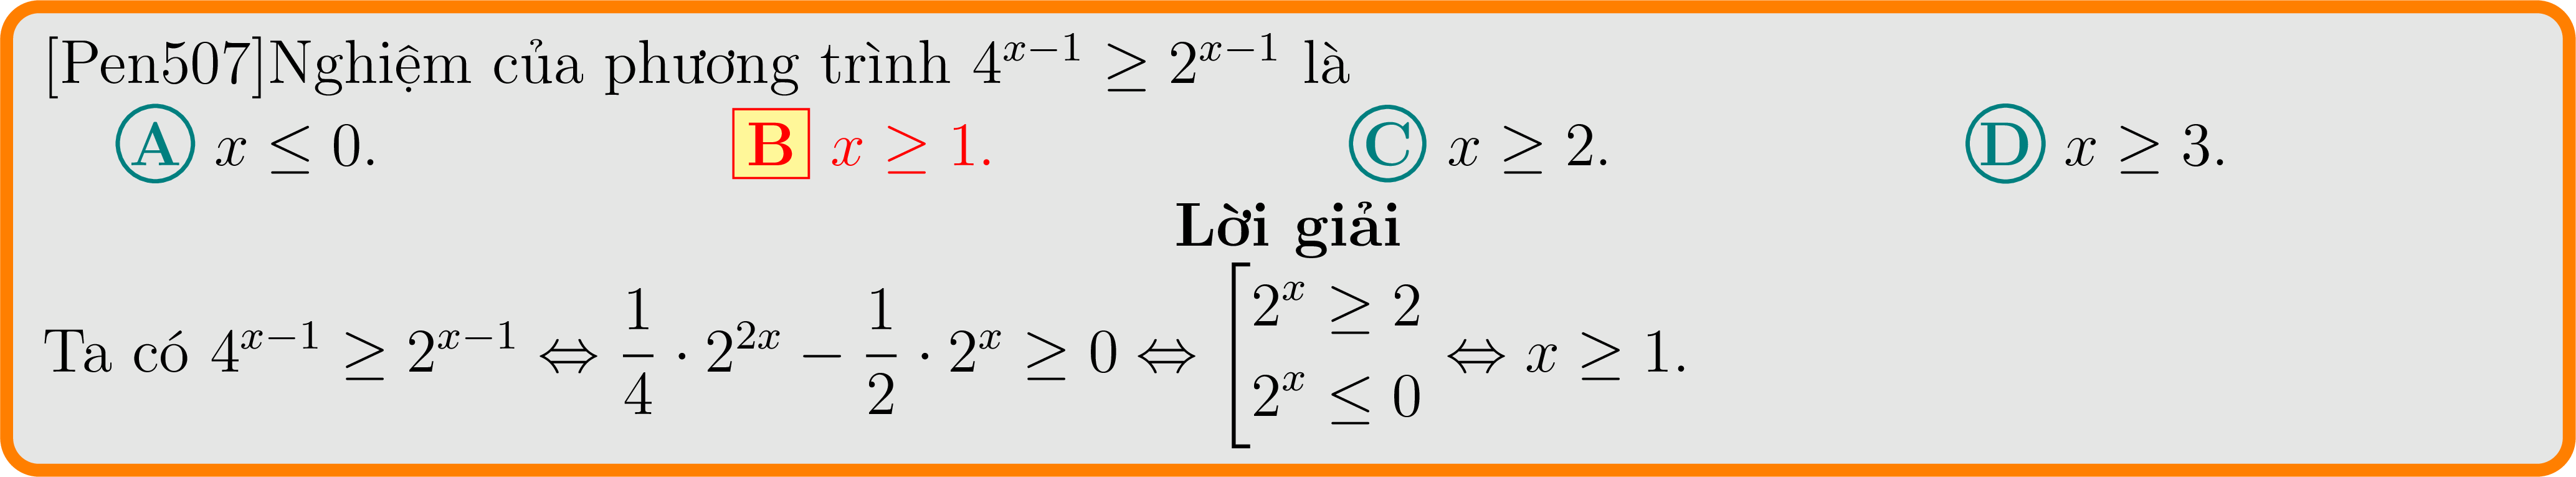 [Pen507]Nghiệm của phương trình $4^{x-1} \geq 2^{x-1}$ là
A $x \leq 0$. B $x \geq 1$. C $x \geq 2$. D $x \geq 3$.
Lời giải
Ta có $4^{x-1} \geq 2^{x-1} \Leftrightarrow \dfrac{1}{4} \cdot 2^{2x} - \dfrac{1}{2} \cdot 2^x \geq 0 \Leftrightarrow \left[\begin{array}{l} 2^x \geq 2 \\ 2^x \leq 0 \end{array}\right. \Leftrightarrow x \geq 1$.